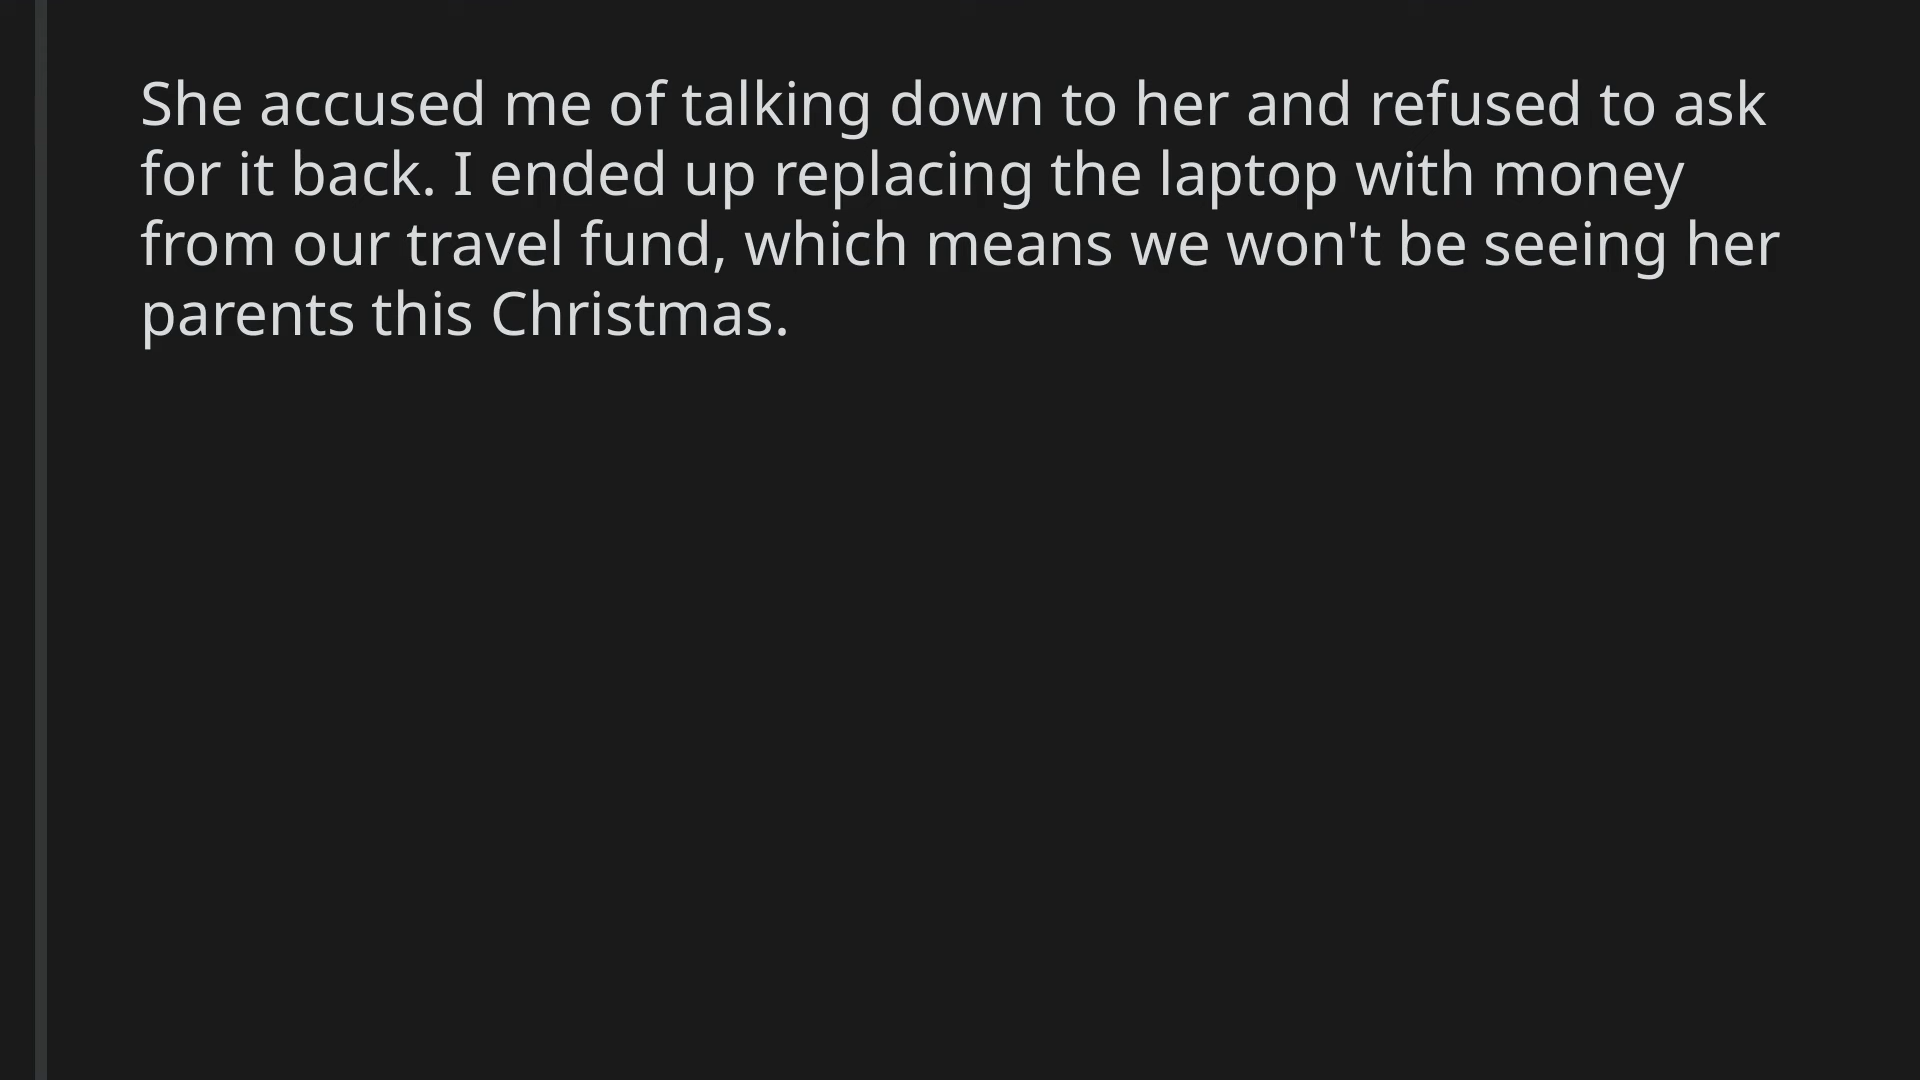 She accused me of talking down to her and refused to ask
for it back. I ended up replacing the laptop with money
from our travel fund, which means we won't be seeing her
parents this Christmas.